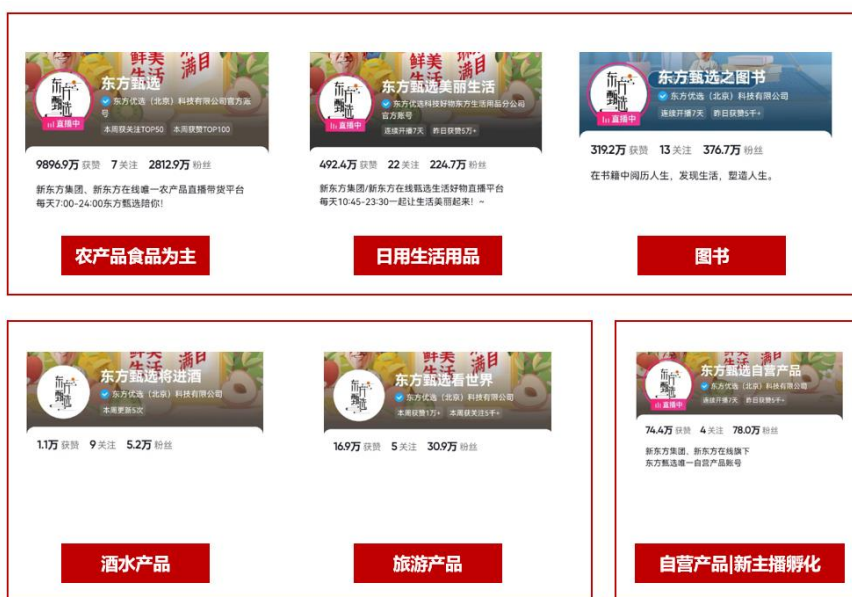 东方甄选
东方优选（北京）科技有限公司官方账
号
直播中
本周获关注TOP50 本周获赞TOP100
9896.9万 获赞 7 关注 2812.9万 粉丝
新东方集团、新东方在线唯一农产品直播带货平台
每天7:00-24:00东方甄选陪你！
农产品食品为主
东方甄选美丽生活
东方优选科技好物东方生活用品分公司
官方账号
直播中
连续开播7天 昨日获赞5万+
492.4万 获赞 22 关注 224.7万 粉丝
新东方集团/新东方在线甄选生活好物直播平台
每天10:45-23:30一起让生活美丽起来！~
日用生活用品
东方甄选之图书
东方优选（北京）科技有限公司
直播中
连续开播7天 昨日获赞5千+
319.2万 获赞 13 关注 376.7万 粉丝
在书籍中阅历人生，发现生活，塑造人生。
图书
东方甄选将进酒
东方优选（北京）科技有限公司
本周更新5次
1.1万 获赞 9 关注 5.2万 粉丝
酒水产品
东方甄选看世界
东方优选（北京）科技有限公司
本周获赞1万+ 本周获关注5千+
16.9万 获赞 5 关注 30.9万 粉丝
旅游产品
东方甄选自营产品
东方优选（北京）科技有限公司
直播中
连续开播7天 昨日获赞5千+
74.4万 获赞 4 关注 78.0万 粉丝
新东方集团、新东方在线旗下
东方甄选唯一自营产品账号
自营产品|新主播孵化